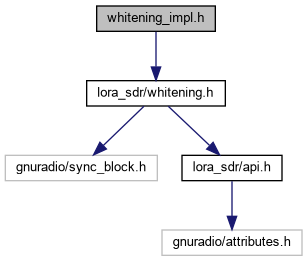 whitening_impl.h
lora_sdr/whitening.h
gnuradio/sync_block.h
lora_sdr/api.h
gnuradio/attributes.h